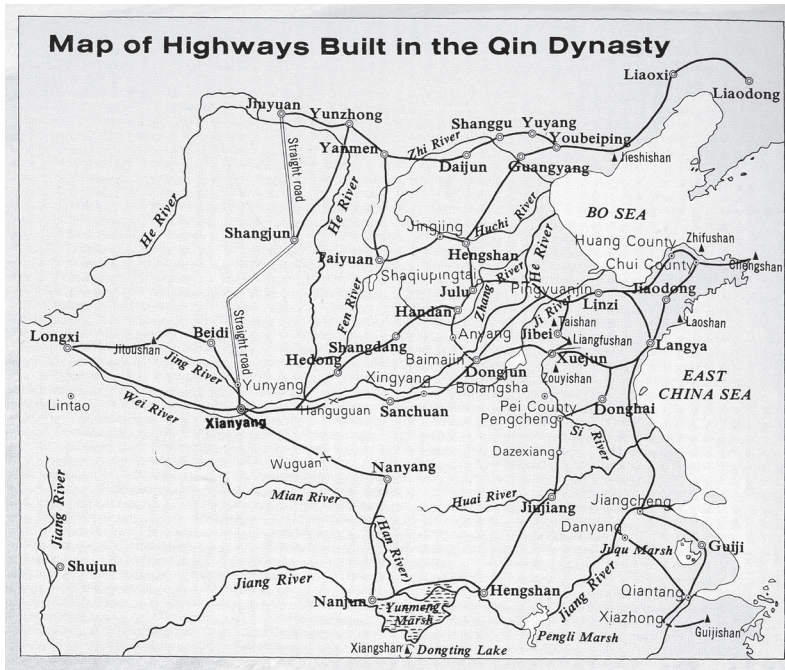 Map of Highways Built in the Qin Dynasty
Liaoxi
Liaodong
Jiuyuan
Yunzhong
Shanggu
Yuyang
Youbeiping
Yanmen
Zhi River
Daijun
Guangyang
Jieshishan
Straight road
He River
He River
BO SEA
Shangjun
Jingjing
Huchi River
He River
Huang County
Zhifushan
Taiyuan
Hengshan
Chui County
Chengshan
Shaqiupingtai
Julu
Zhang River
Pingyuanjin
Linzi
Jiaodong
Fen River
Handan
Ji River
Taishan
Laoshan
Longxi
Jitoushan
Beidi
Straight road
Shangdang
Anyang
Jibei
Liangfushan
Langya
Jing River
Hedong
Baimajin
Xuejun
Yunyang
Xingyang
Dongjun
Zouyishan
EAST
CHINA SEA
Bolangsha
Lintao
Wei River
Xianyang
Hanguguan
Sanchuan
Pei County
Donghai
Pengcheng
Si River
Wuguan
Nanyang
Dazexiang
Jiang River
Mian River
Huai River
Jiujiang
Jiangcheng
(Han River)
Danyang
Juqu Marsh
Guiji
Shujun
Jiang River
Nanjun
Yunmeng
Marsh
Hengshan
Jiang River
Qiantang
Xiazhong
Guijishan
Pengli Marsh
Xiangshan
Dongting Lake